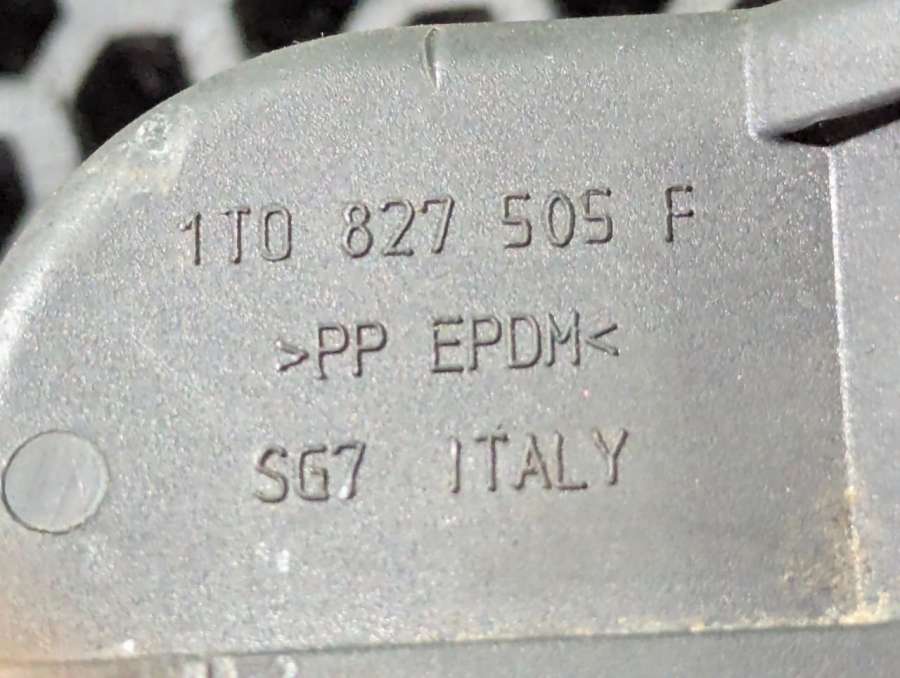 1T0 827 505 F
>PP EPDM<
SG7 ITALY